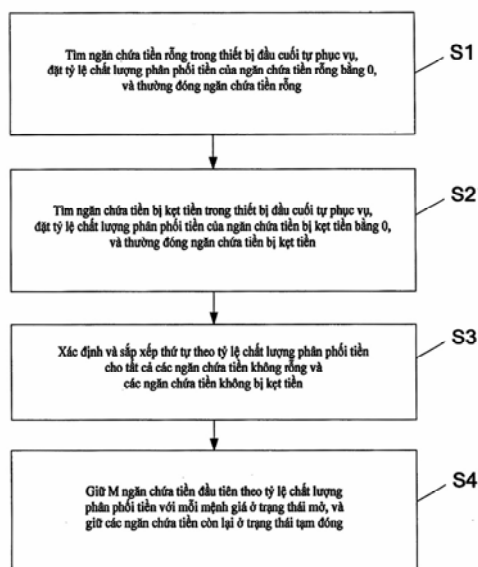 Tìm ngăn chứa tiền rỗng trong thiết bị đầu cuối tự phục vụ,
đặt tỷ lệ chất lượng phân phối tiền của ngăn chứa tiền rỗng bằng 0,
và thường đóng ngăn chứa tiền rỗng
S1
Tìm ngăn chứa tiền bị kẹt tiền trong thiết bị đầu cuối tự phục vụ,
đặt tỷ lệ chất lượng phân phối tiền của ngăn chứa tiền bị kẹt tiền bằng 0,
và thường đóng ngăn chứa tiền bị kẹt tiền
S2
Xác định và sắp xếp thứ tự theo tỷ lệ chất lượng phân phối tiền
cho tất cả các ngăn chứa tiền không rỗng và
các ngăn chứa tiền không bị kẹt tiền
S3
Giữ M ngăn chứa tiền đầu tiên theo tỷ lệ chất lượng
phân phối tiền với mỗi mệnh giá ở trạng thái mở, và
giữ các ngăn chứa tiền còn lại ở trạng thái tạm đóng
S4